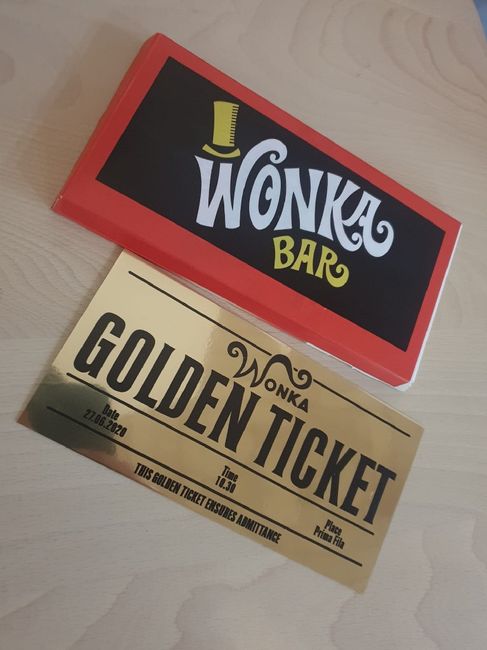 WONKA
BAR
WONKA
GOLDEN TICKET
Date
27.06.2020
Time
10.30
Place
Prima Fila
THIS GOLDEN TICKET ENSURES ADMITTANCE